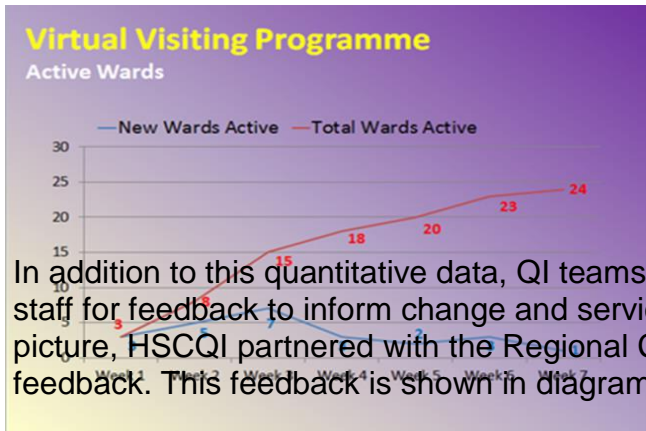 Virtual Visiting Programme
Active Wards
New Wards Active Total Wards Active
30
25
20
15
10
5
0
3 8 15 18 20 23 24
5 7 2
In addition to this quantitative data, QI teams
staff for feedback to inform change and servi
picture, HSCQI partnered with the Regional
feedback. This feedback is shown in diagram
Week 1 Week 2 Week 3 Week 4 Week 5 Week 6 Week 7